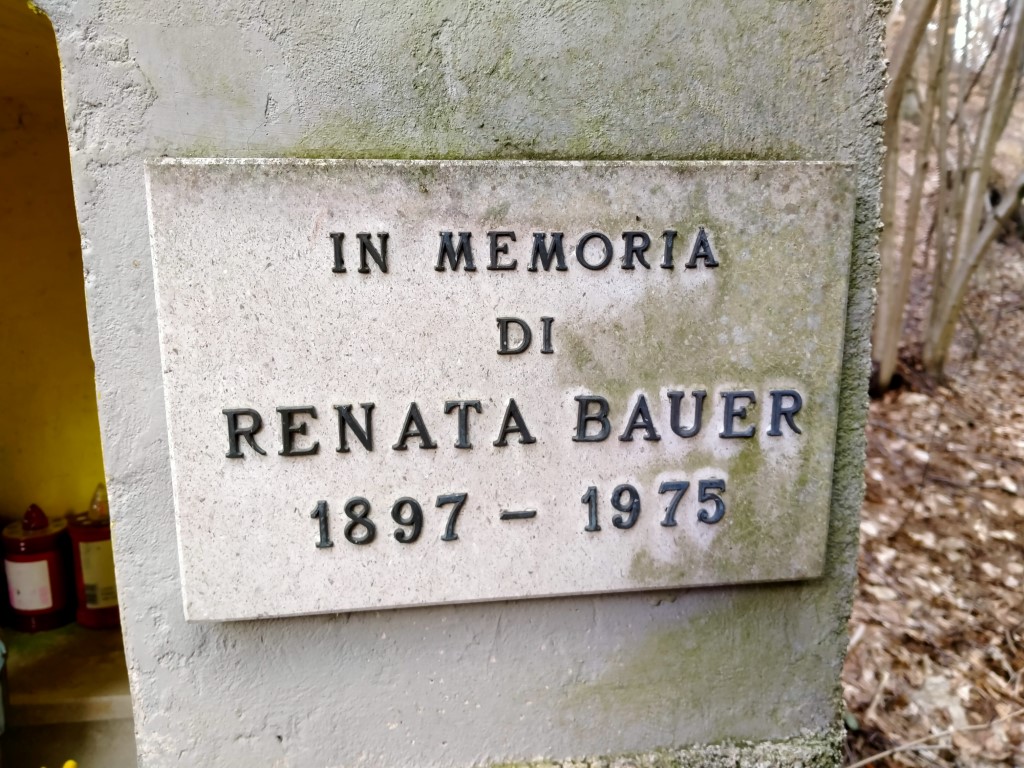 IN MEMORIA
DI
RENATA BAUER
1897 - 1975